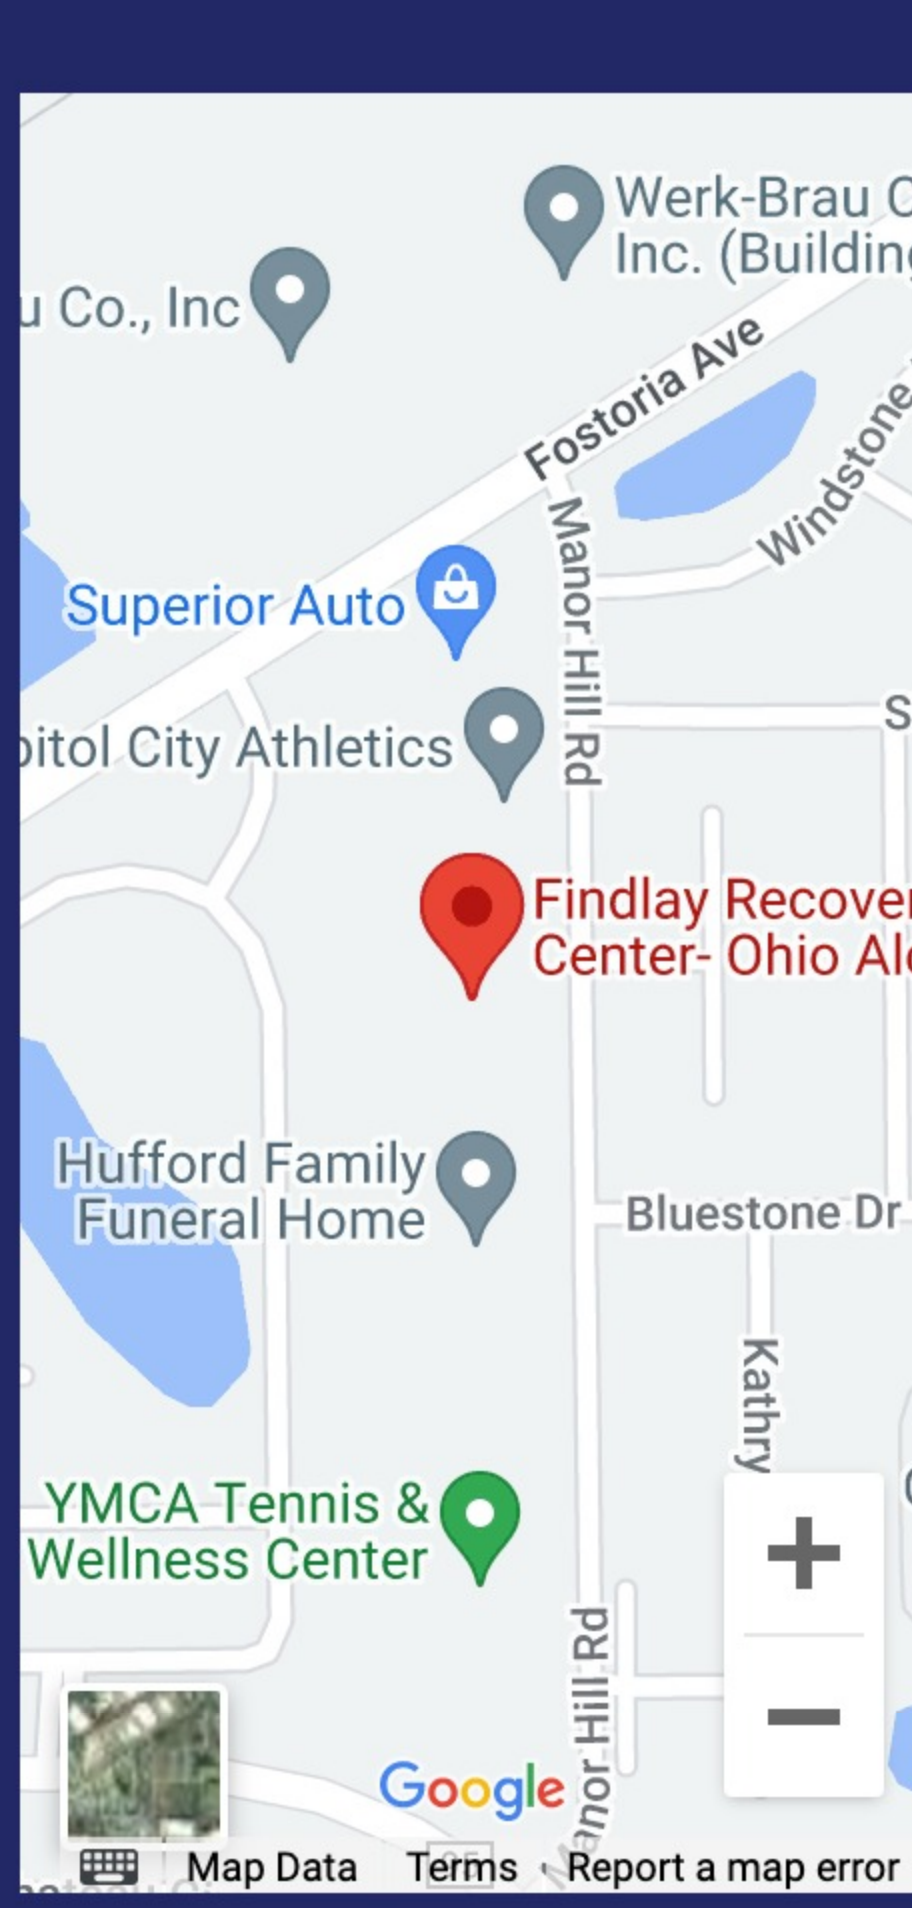 Werk-Brau C
Inc. (Building
u Co., Inc
Fostoria Ave
Windstone
Manor Hill Rd
Superior Auto
S
pitol City Athletics
Findlay Recover
Center- Ohio Alc
Hufford Family
Funeral Home
Bluestone Dr
Kathry
YMCA Tennis &
Wellness Center
Manor Hill Rd
Google
Map Data
Terms
Report a map error